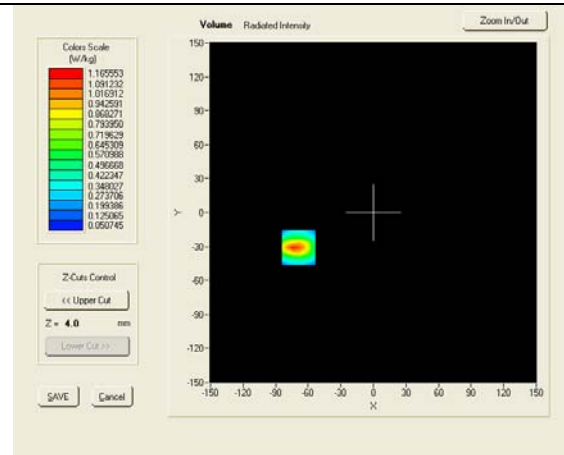 Volume Radiated Intensity
Zoom In/Out
Colors Scale
(W/kg)
1.165553
1.091232
1.016912
0.942591
0.868271
0.793950
0.719629
0.645309
0.570988
0.496668
0.422347
0.348027
0.273706
0.199386
0.125065
0.050745
Z-Cuts Control
<< Upper Cut
Z = 4.0 mm
Lower Cut >>
SAVE Cancel
150
120
90
60
30
0
-30
-60
-90
-120
-150
Y
-150 -120 -90 -60 -30 0 30 60 90 120 150
X